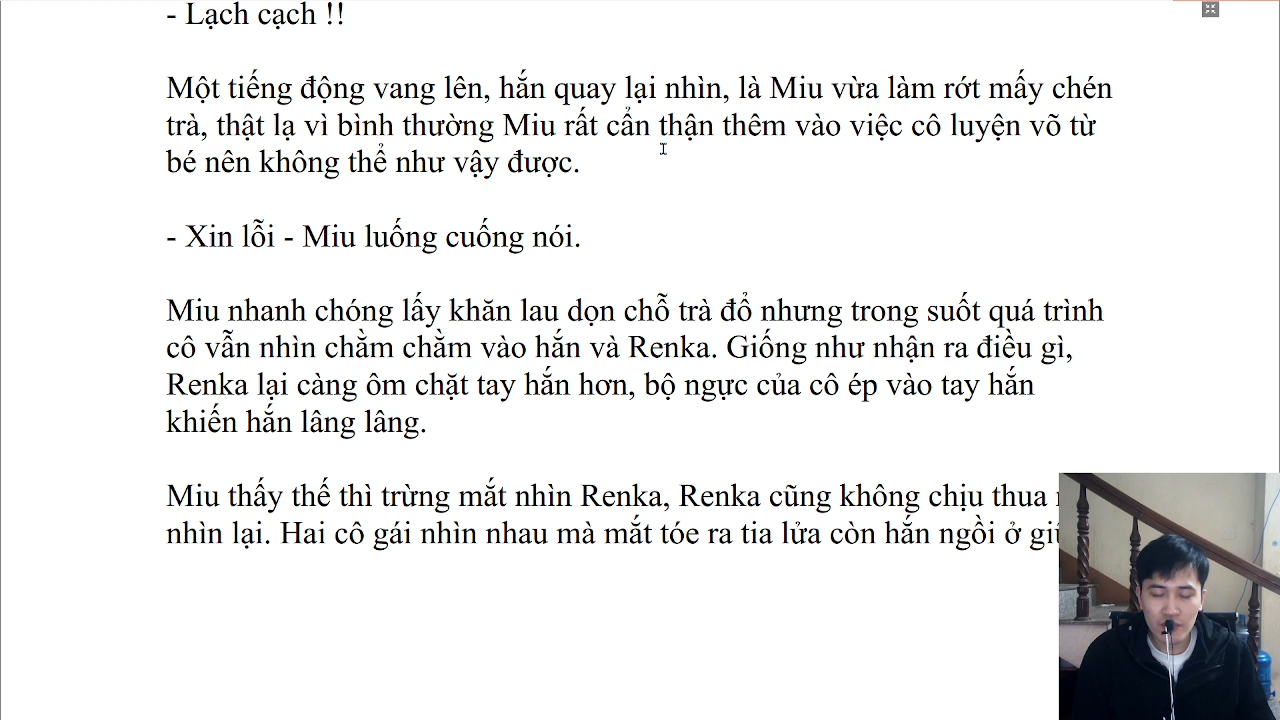 - Lạch cạch !!
Một tiếng động vang lên, hắn quay lại nhìn, là Miu vừa làm rớt mấy chén
trà, thật lạ vì bình thường Miu rất cẩn thận thêm vào việc cô luyện võ từ
bé nên không thể như vậy được.
- Xin lỗi - Miu luống cuống nói.
Miu nhanh chóng lấy khăn lau dọn chỗ trà đổ nhưng trong suốt quá trình
cô vẫn nhìn chằm chằm vào hắn và Renka. Giống như nhận ra điều gì,
Renka lại càng ôm chặt tay hắn hơn, bộ ngực của cô ép vào tay hắn
khiến hắn lâng lâng.
Miu thấy thế thì trừng mắt nhìn Renka, Renka cũng không chịu thua
nhìn lại. Hai cô gái nhìn nhau mà mắt tóe ra tia lửa còn hắn ngồi ở